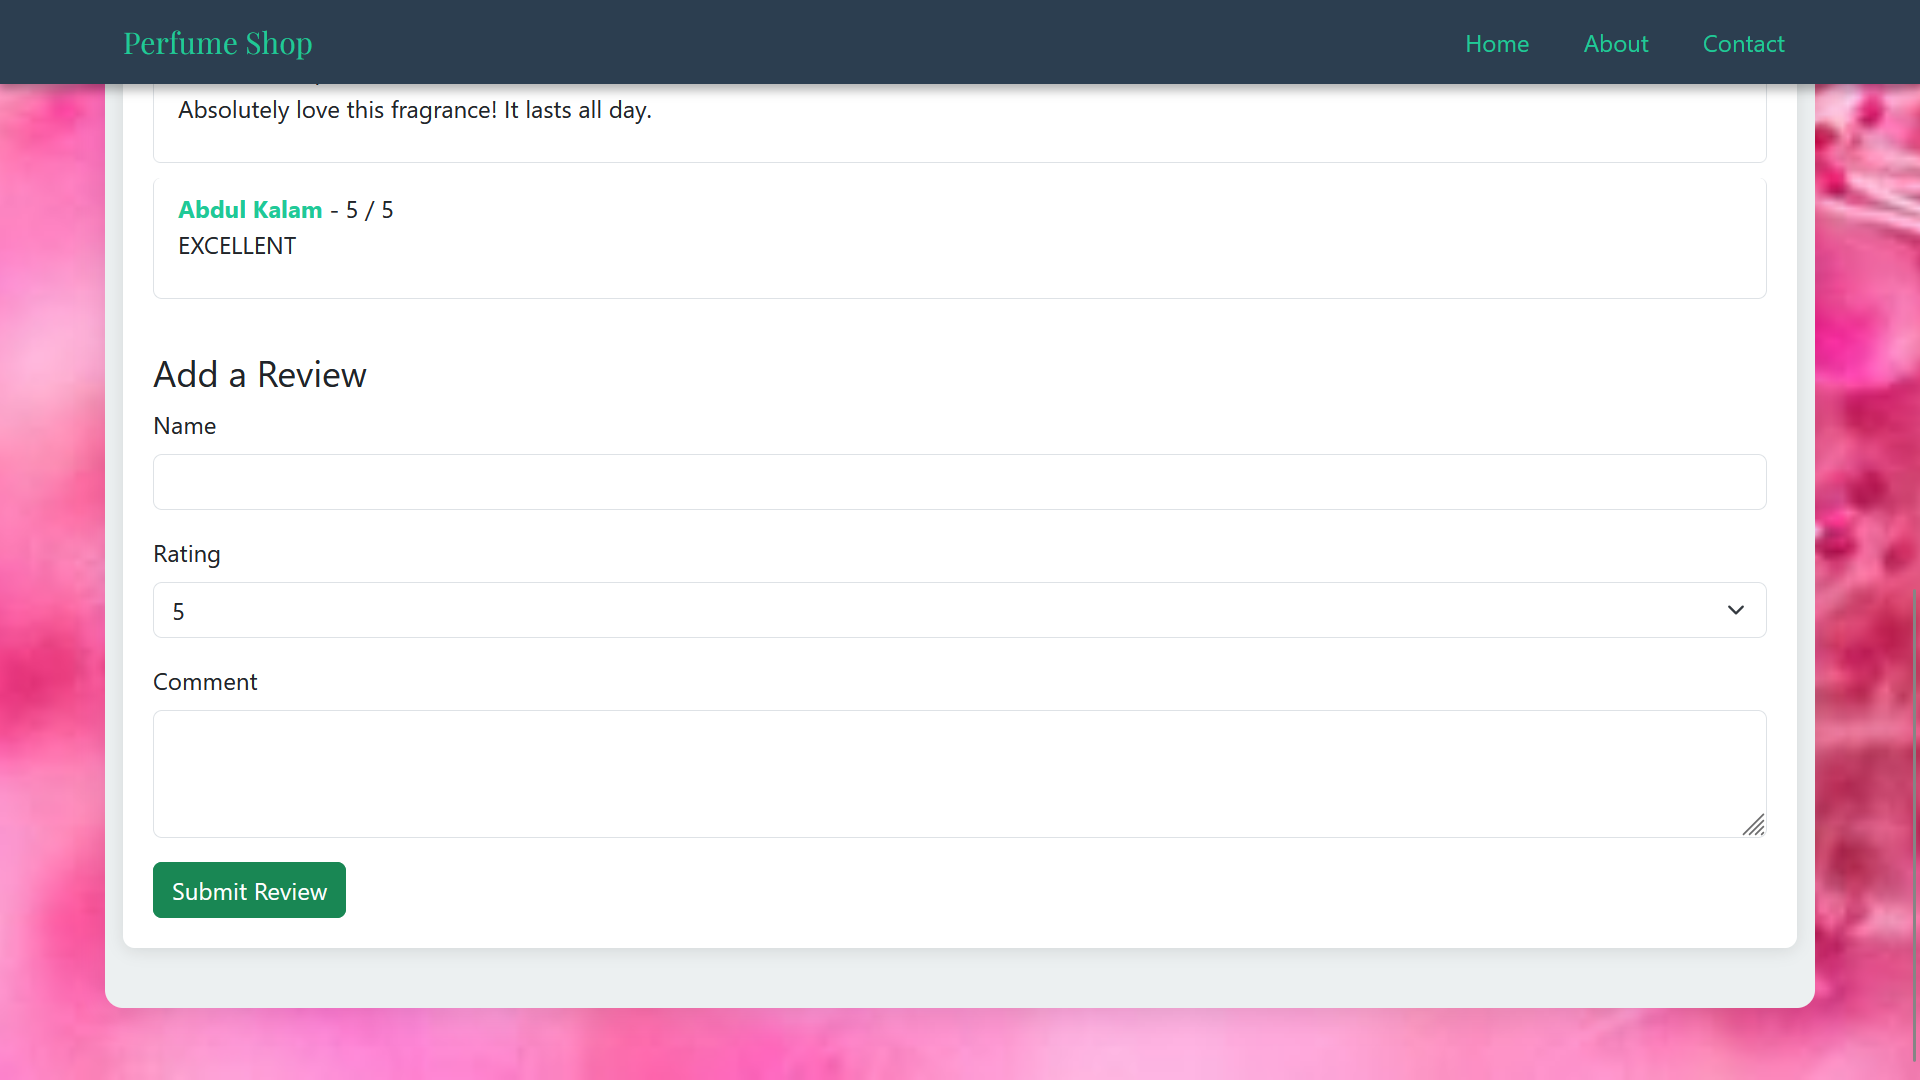 Perfume Shop
Home
About
Contact
Absolutely love this fragrance! It lasts all day.
Abdul Kalam - 5 / 5
EXCELLENT
Add a Review
Name
Rating
5
Comment
Submit Review